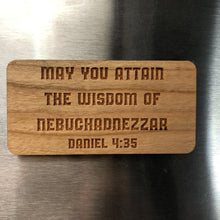 MAY YOU ATTAIN
THE WISDOM OF
NEBUCHADNEZZAR
DANIEL 4:35